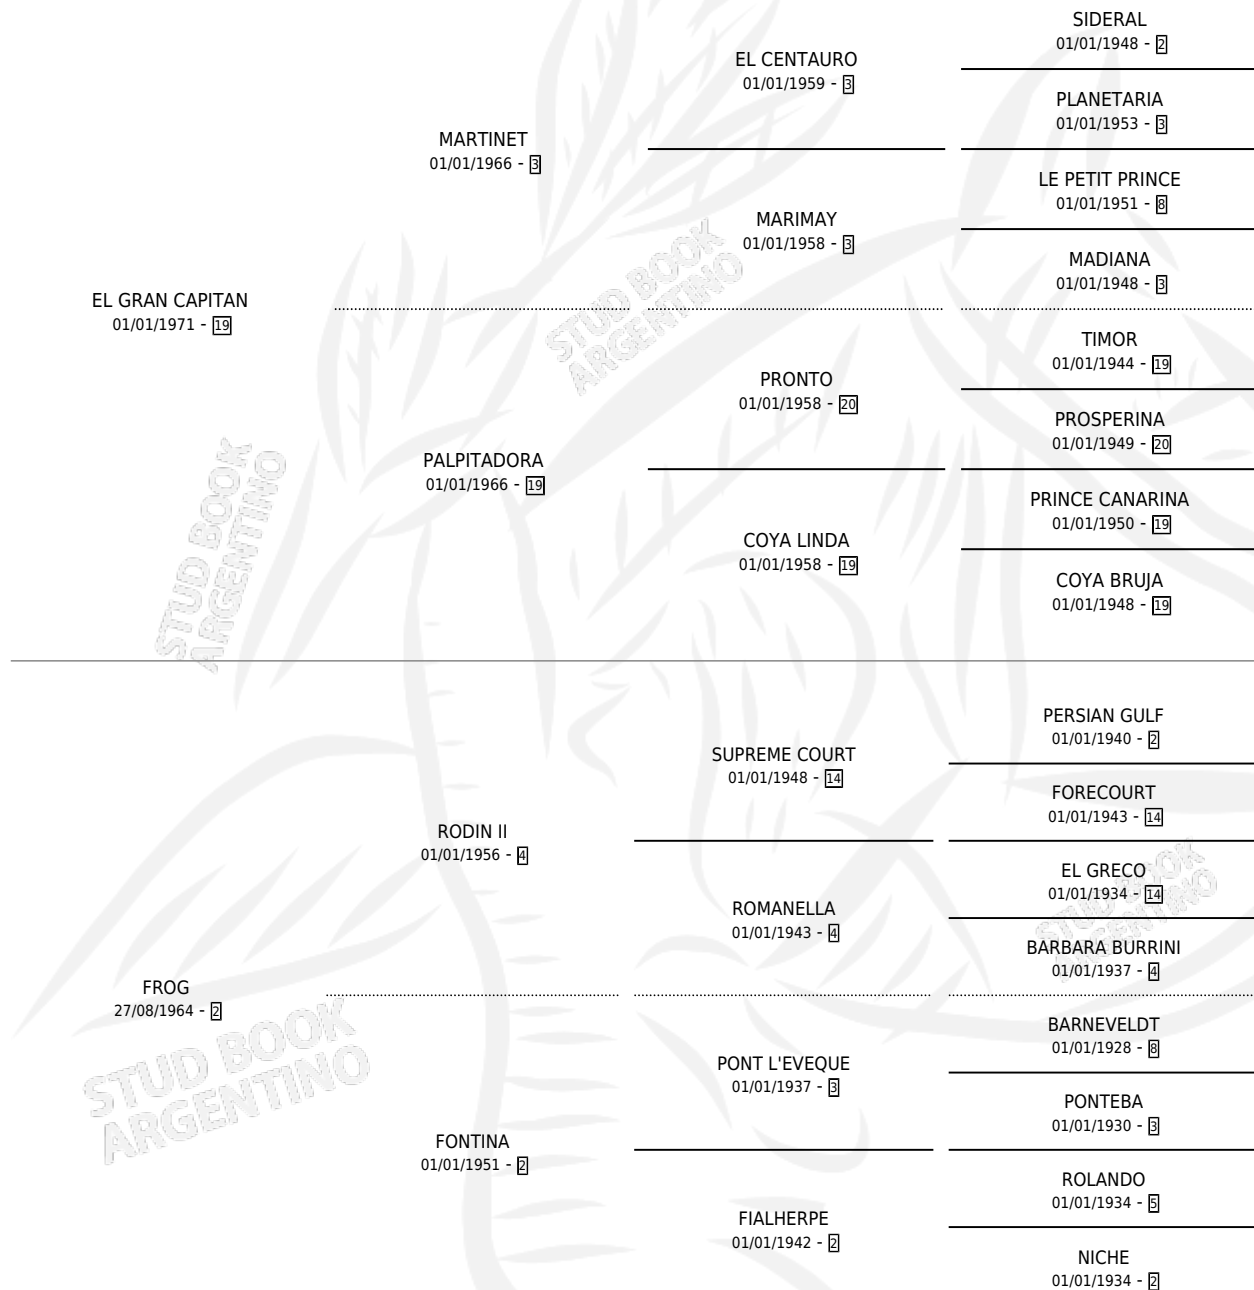 SIDERAL
01/01/1948 - 2
EL CENTAURO
01/01/1959 - 3
PLANETARIA
01/01/1953 - 3
MARTINET
01/01/1966 - 3
LE PETIT PRINCE
01/01/1951 - 8
MARIMAY
01/01/1958 - 3
MADIANA
01/01/1948 - 3
EL GRAN CAPITAN
01/01/1971 - 19
TIMOR
01/01/1944 - 19
PRONTO
01/01/1958 - 20
PROSPERINA
01/01/1949 - 20
PALPITADORA
01/01/1966 - 19
PRINCE CANARINA
01/01/1950 - 19
COYA LINDA
01/01/1958 - 19
COYA BRUJA
01/01/1948 - 19
PERSIAN GULF
01/01/1940 - 2
SUPREME COURT
01/01/1948 - 14
FORECOURT
01/01/1943 - 14
RODIN II
01/01/1956 - 4
EL GRECO
01/01/1934 - 14
ROMANELLA
01/01/1943 - 4
BARBARA BURRINI
01/01/1937 - 4
FROG
27/08/1964 - 2
BARNEVELDT
01/01/1928 - 8
PONT L'EVEQUE
01/01/1937 - 3
PONTEBA
01/01/1930 - 3
FONTINA
01/01/1951 - 2
ROLANDO
01/01/1934 - 5
FIALHERPE
01/01/1942 - 2
NICHE
01/01/1934 - 2
STUD BOOK
ARGENTINO
STUD BOOK
ARGENTINO
STUD BOOK
ARGENTINO
STUD BOOK
ARGENTINO